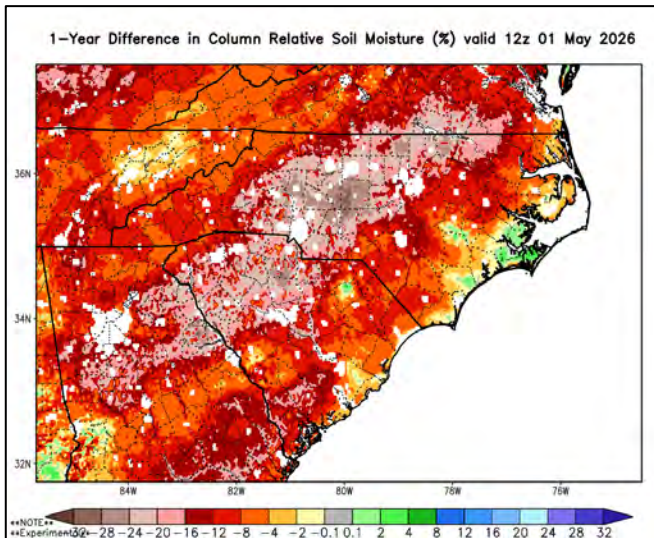 1-Year Difference in Column Relative Soil Moisture (%) valid 12z 01 May 2026
36N
34N
32N
84W
82W
80W
78W
76W
**NOTE**
**Experiment
-28 -24 -20 -16 -12 -8 -4 -2 -0.1 0.1 2 4 8 12 16 20 24 28 32